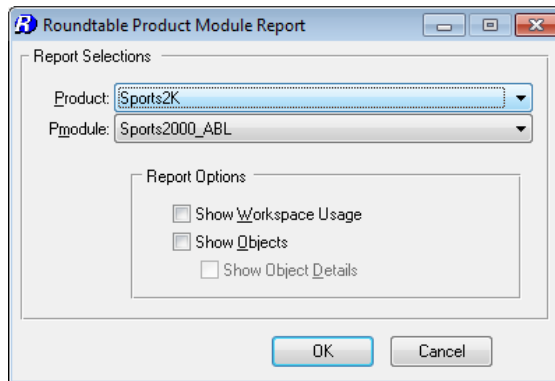 Roundtable Product Module Report
Report Selections
Product: Sports2K
Pmodule: Sports2000_ABL
Report Options
Show Workspace Usage
Show Objects
Show Object Details
OK Cancel